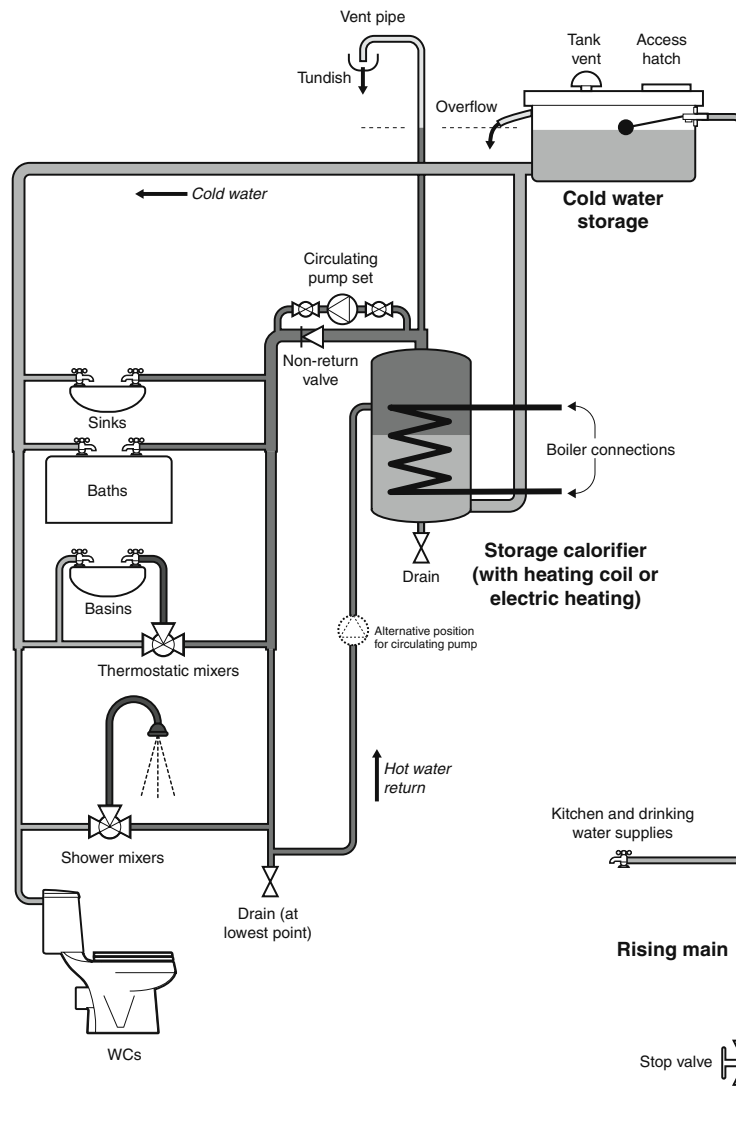 Vent pipe
Tank
vent
Access
hatch
Tundish
Overflow
Cold water
Cold water
storage
Circulating
pump set
Non-return
valve
Sinks
Boiler connections
Baths
Storage calorifier
(with heating coil or
electric heating)
Drain
Basins
Alternative position
for circulating pump
Thermostatic mixers
Hot water
return
Kitchen and drinking
water supplies
Shower mixers
Drain (at
lowest point)
Rising main
WCs
Stop valve